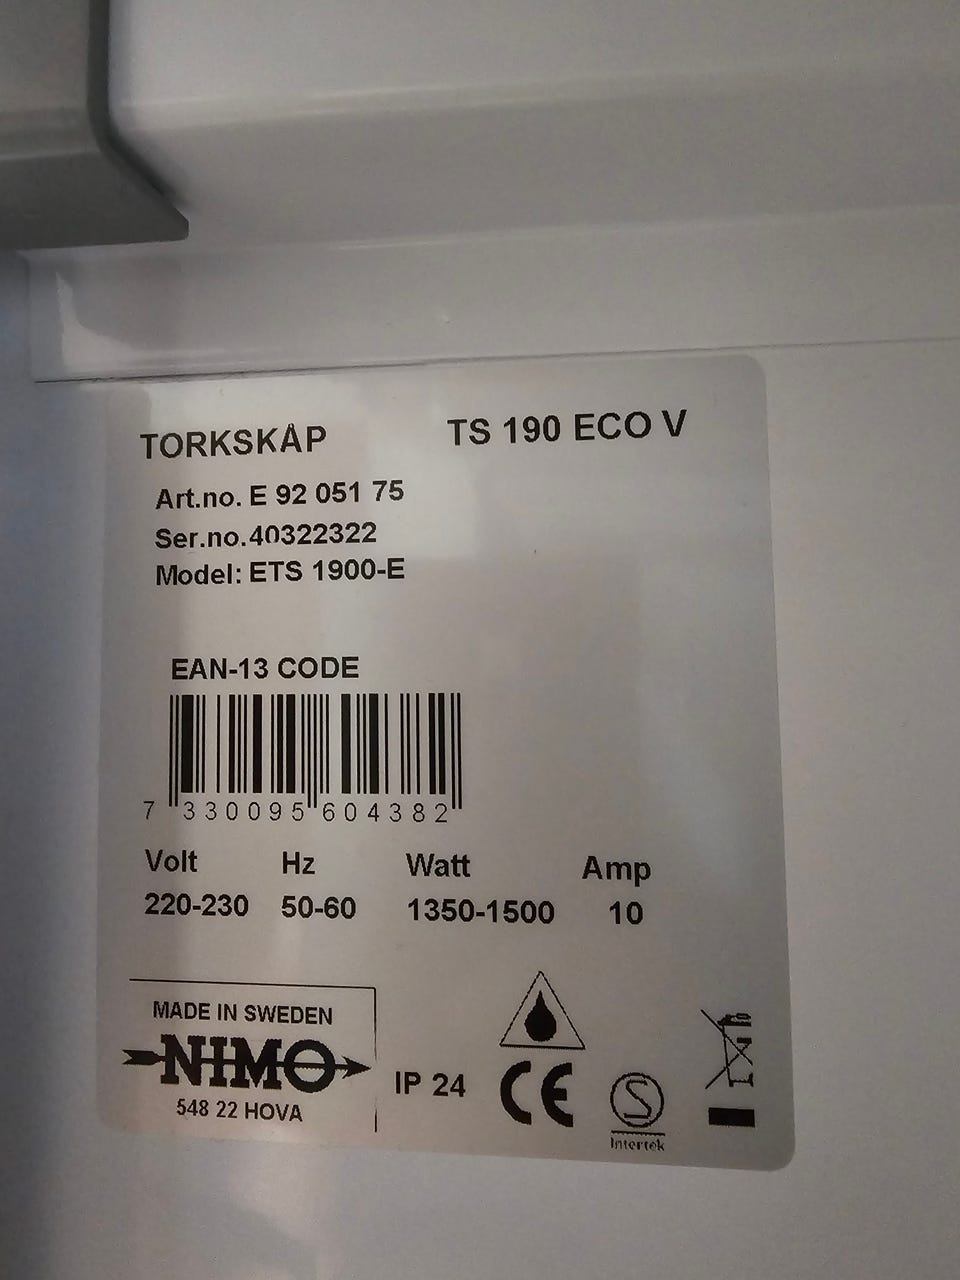 TORKSKÅP TS 190 ECO V
Art.no. E 92 051 75
Ser.no.40322322
Model: ETS 1900-E
EAN-13 CODE
7 330095 604382
Volt Hz Watt Amp
220-230 50-60 1350-1500 10
MADE IN SWEDEN
NIMO
548 22 HOVA
IP 24
CE
S
Intertek